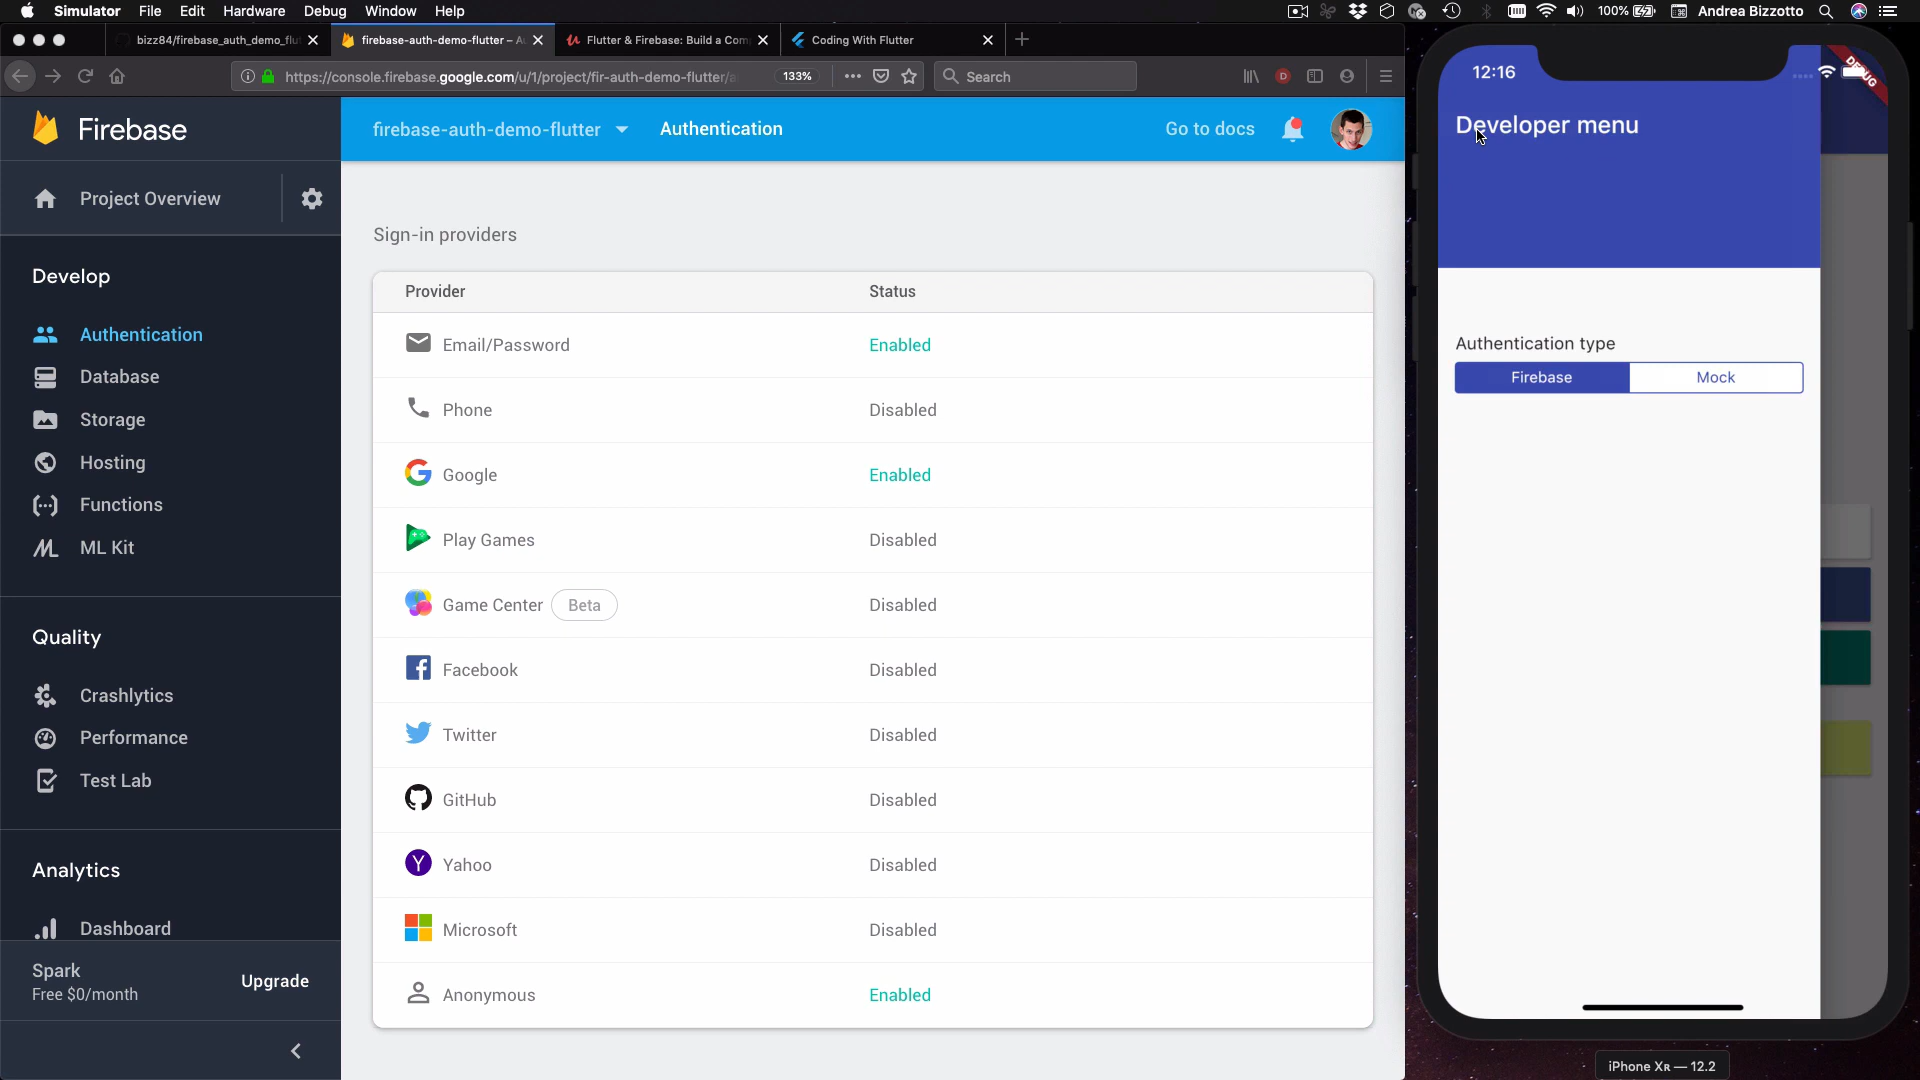 Simulator File Edit Hardware Debug Window Help
100% Andrea Bizzotto
bizz84/firebase_auth_demo_flu
firebase-auth-demo-flutter – A
Flutter & Firebase: Build a Com
Coding With Flutter
https://console.firebase.google.com/u/1/project/fir-auth-demo-flutter/a
133%
Search
Firebase
firebase-auth-demo-flutter
Authentication
Go to docs
Project Overview
Develop
Authentication
Database
Storage
Hosting
Functions
ML Kit
Quality
Crashlytics
Performance
Test Lab
Analytics
Dashboard
Spark
Free $0/month
Upgrade
Sign-in providers
Provider Status
Email/Password Enabled
Phone Disabled
Google Enabled
Play Games Disabled
Game Center Beta Disabled
Facebook Disabled
Twitter Disabled
GitHub Disabled
Yahoo Disabled
Microsoft Disabled
Anonymous Enabled
12:16
DEBUG
Developer menu
Authentication type
Firebase Mock
iPhone Xʀ — 12.2